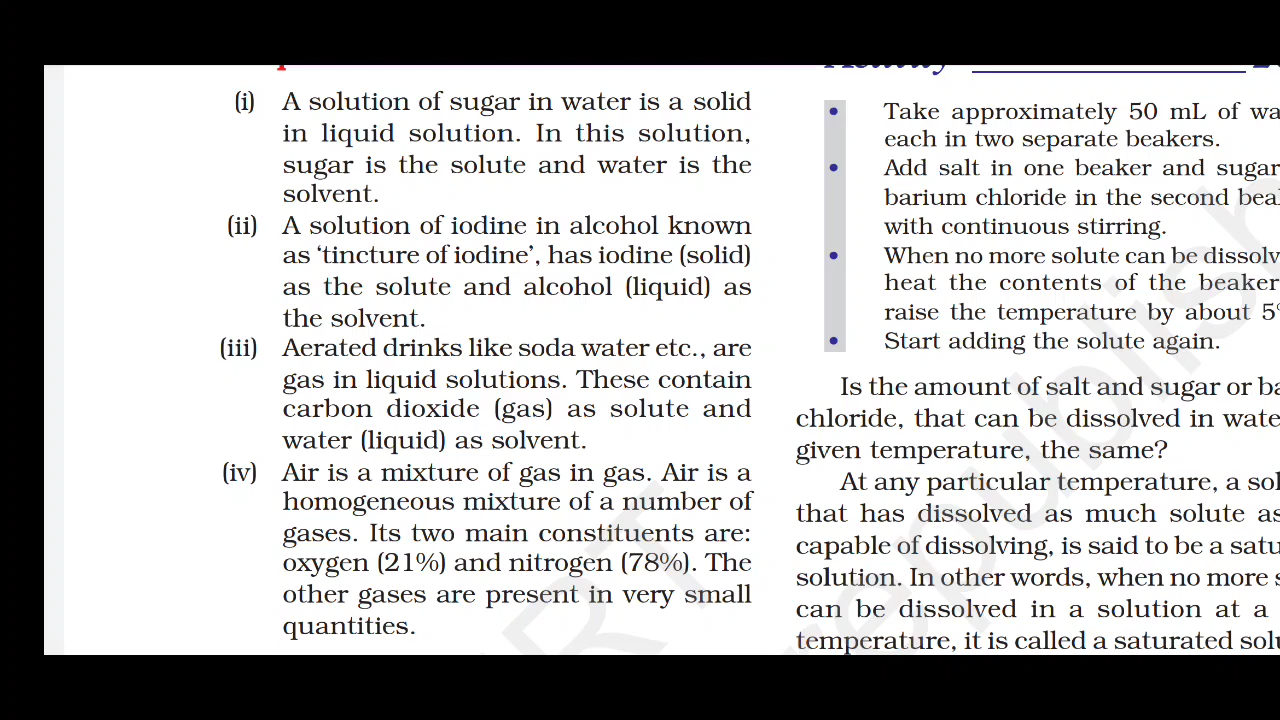 (i) A solution of sugar in water is a solid
in liquid solution. In this solution,
sugar is the solute and water is the
solvent.
(ii) A solution of iodine in alcohol known
as ‘tincture of iodine’, has iodine (solid)
as the solute and alcohol (liquid) as
the solvent.
(iii) Aerated drinks like soda water etc., are
gas in liquid solutions. These contain
carbon dioxide (gas) as solute and
water (liquid) as solvent.
(iv) Air is a mixture of gas in gas. Air is a
homogeneous mixture of a number of
gases. Its two main constituents are:
oxygen (21%) and nitrogen (78%). The
other gases are present in very small
quantities.
• Take approximately 50 mL of
each in two separate beakers.
• Add salt in one beaker and sugar
barium chloride in the second
with continuous stirring.
• When no more solute can be
heat the contents of the beaker
raise the temperature by about
• Start adding the solute again.
Is the amount of salt and sugar or
chloride, that can be dissolved in
given temperature, the same?
At any particular temperature, a
that has dissolved as much solute as
capable of dissolving, is said to be a
solution. In other words, when no more
can be dissolved in a solution at a
temperature, it is called a saturated
republish